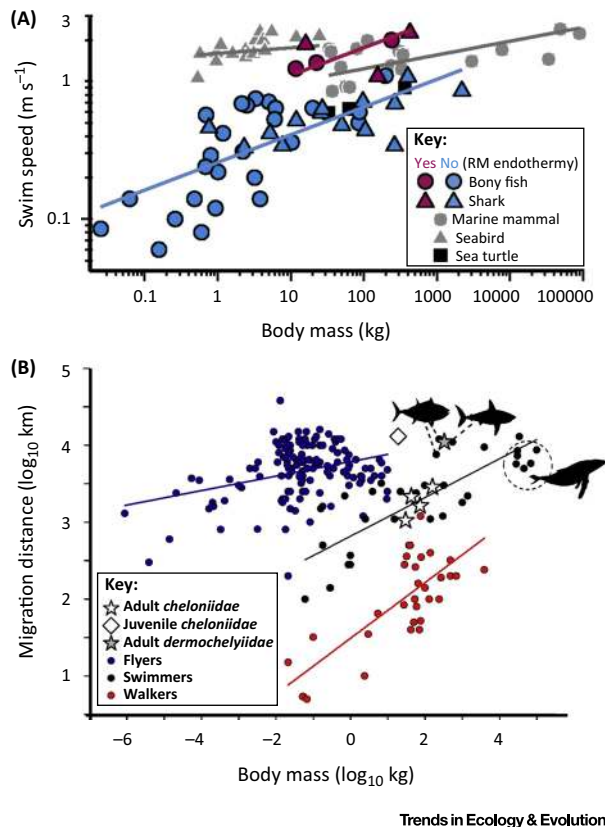 (A)
3
1
0.1
Swim speed (m s⁻¹)
Key:
Yes No (RM endothermy)
Bony fish
Shark
Marine mammal
Seabird
Sea turtle
0.1 1 10 100 1000 10000 100000
Body mass (kg)
(B)
5
4
3
2
1
Migration distance (log₁₀ km)
Key:
Adult cheloniidae
Juvenile cheloniidae
Adult dermochelyiidae
Flyers
Swimmers
Walkers
–6 –4 –2 0 2 4
Body mass (log₁₀ kg)
Trends in Ecology & Evolution